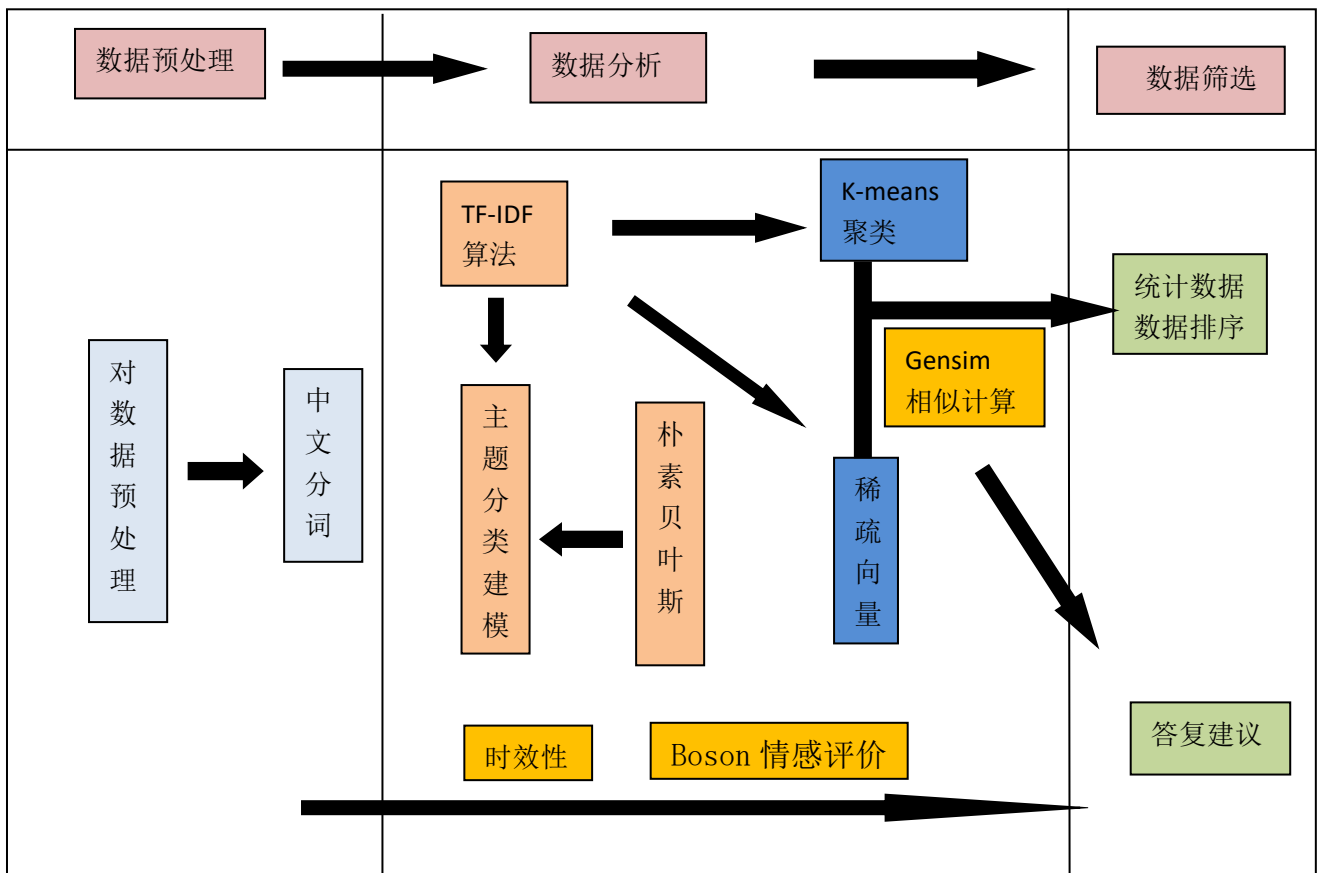 数据预处理
数据分析
数据筛选
TF-IDF
算法
K-means
聚类
统计数据
数据排序
Gensim
相似计算
对数据预处理
中文分词
主题分类建模
朴素贝叶斯
稀疏向量
时效性
Boson 情感评价
答复建议